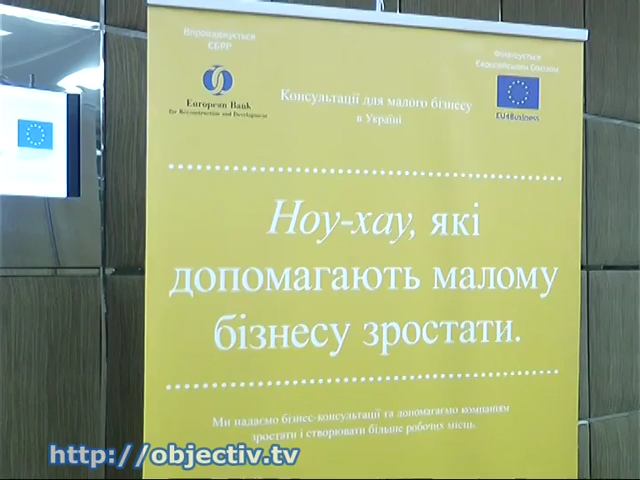 Впроваджується
ЄБРР
European Bank
for Reconstruction and Development
Консультації для малого бізнесу
в Україні
Фінансується
Європейським Союзом
EU4Business
Ноу-хау, які
допомагають малому
бізнесу зростати.
Ми надаємо бізнес-консультації та допомагаємо компаніям
зростати і створювати більше робочих місць.
http://objectiv.tv